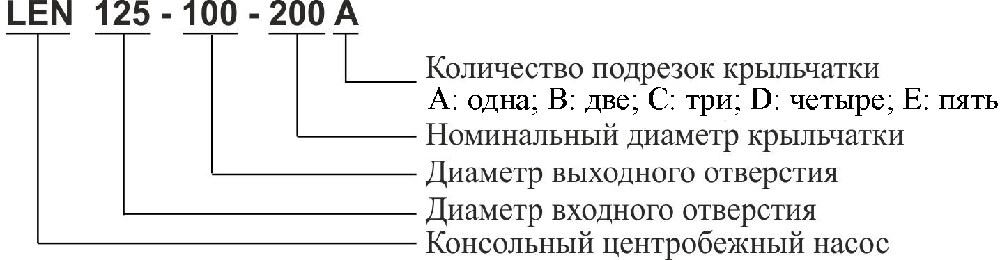 LEN 125 - 100 - 200 A
Количество подрезок крыльчатки
A: одна; B: две; C: три; D: четыре; E: пять
Номинальный диаметр крыльчатки
Диаметр выходного отверстия
Диаметр входного отверстия
Консольный центробежный насос